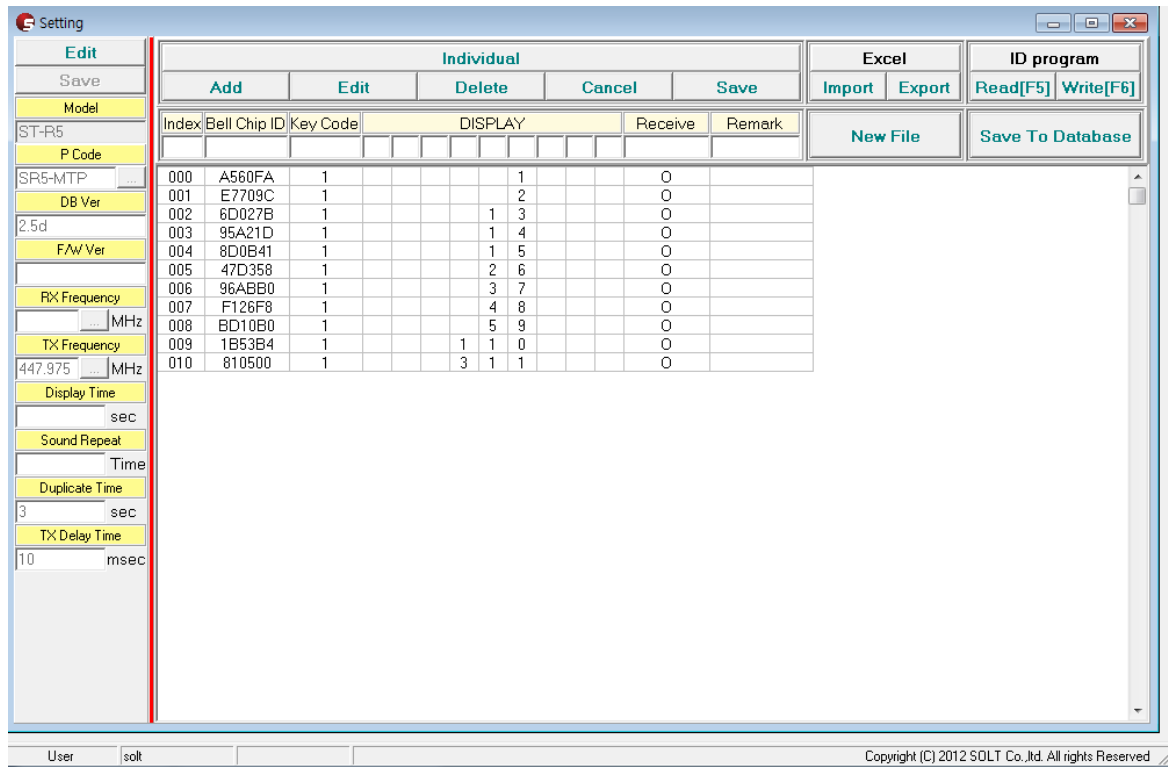 Setting
Edit
Save
Model
ST-R5
P Code
SR5-MTP ...
DB Ver
2.5d
F/W Ver
RX Frequency
... MHz
TX Frequency
447.975 ... MHz
Display Time
sec
Sound Repeat
Time
Duplicate Time
3 sec
TX Delay Time
10 msec
Individual
Add Edit Delete Cancel Save
Excel
Import Export
ID program
Read[F5] Write[F6]
New File
Save To Database
Index Bell Chip ID Key Code DISPLAY Receive Remark
000 A560FA 1 1 O
001 E7709C 1 2 O
002 6D027B 1 1 3 O
003 95A21D 1 1 4 O
004 8D0B41 1 1 5 O
005 47D358 1 2 6 O
006 96ABB0 1 3 7 O
007 F126F8 1 4 8 O
008 BD10B0 1 5 9 O
009 1B53B4 1 1 1 0 O
010 810500 1 3 1 1 O
User solt
Copyright (C) 2012 SOLT Co.,ltd. All rights Reserved